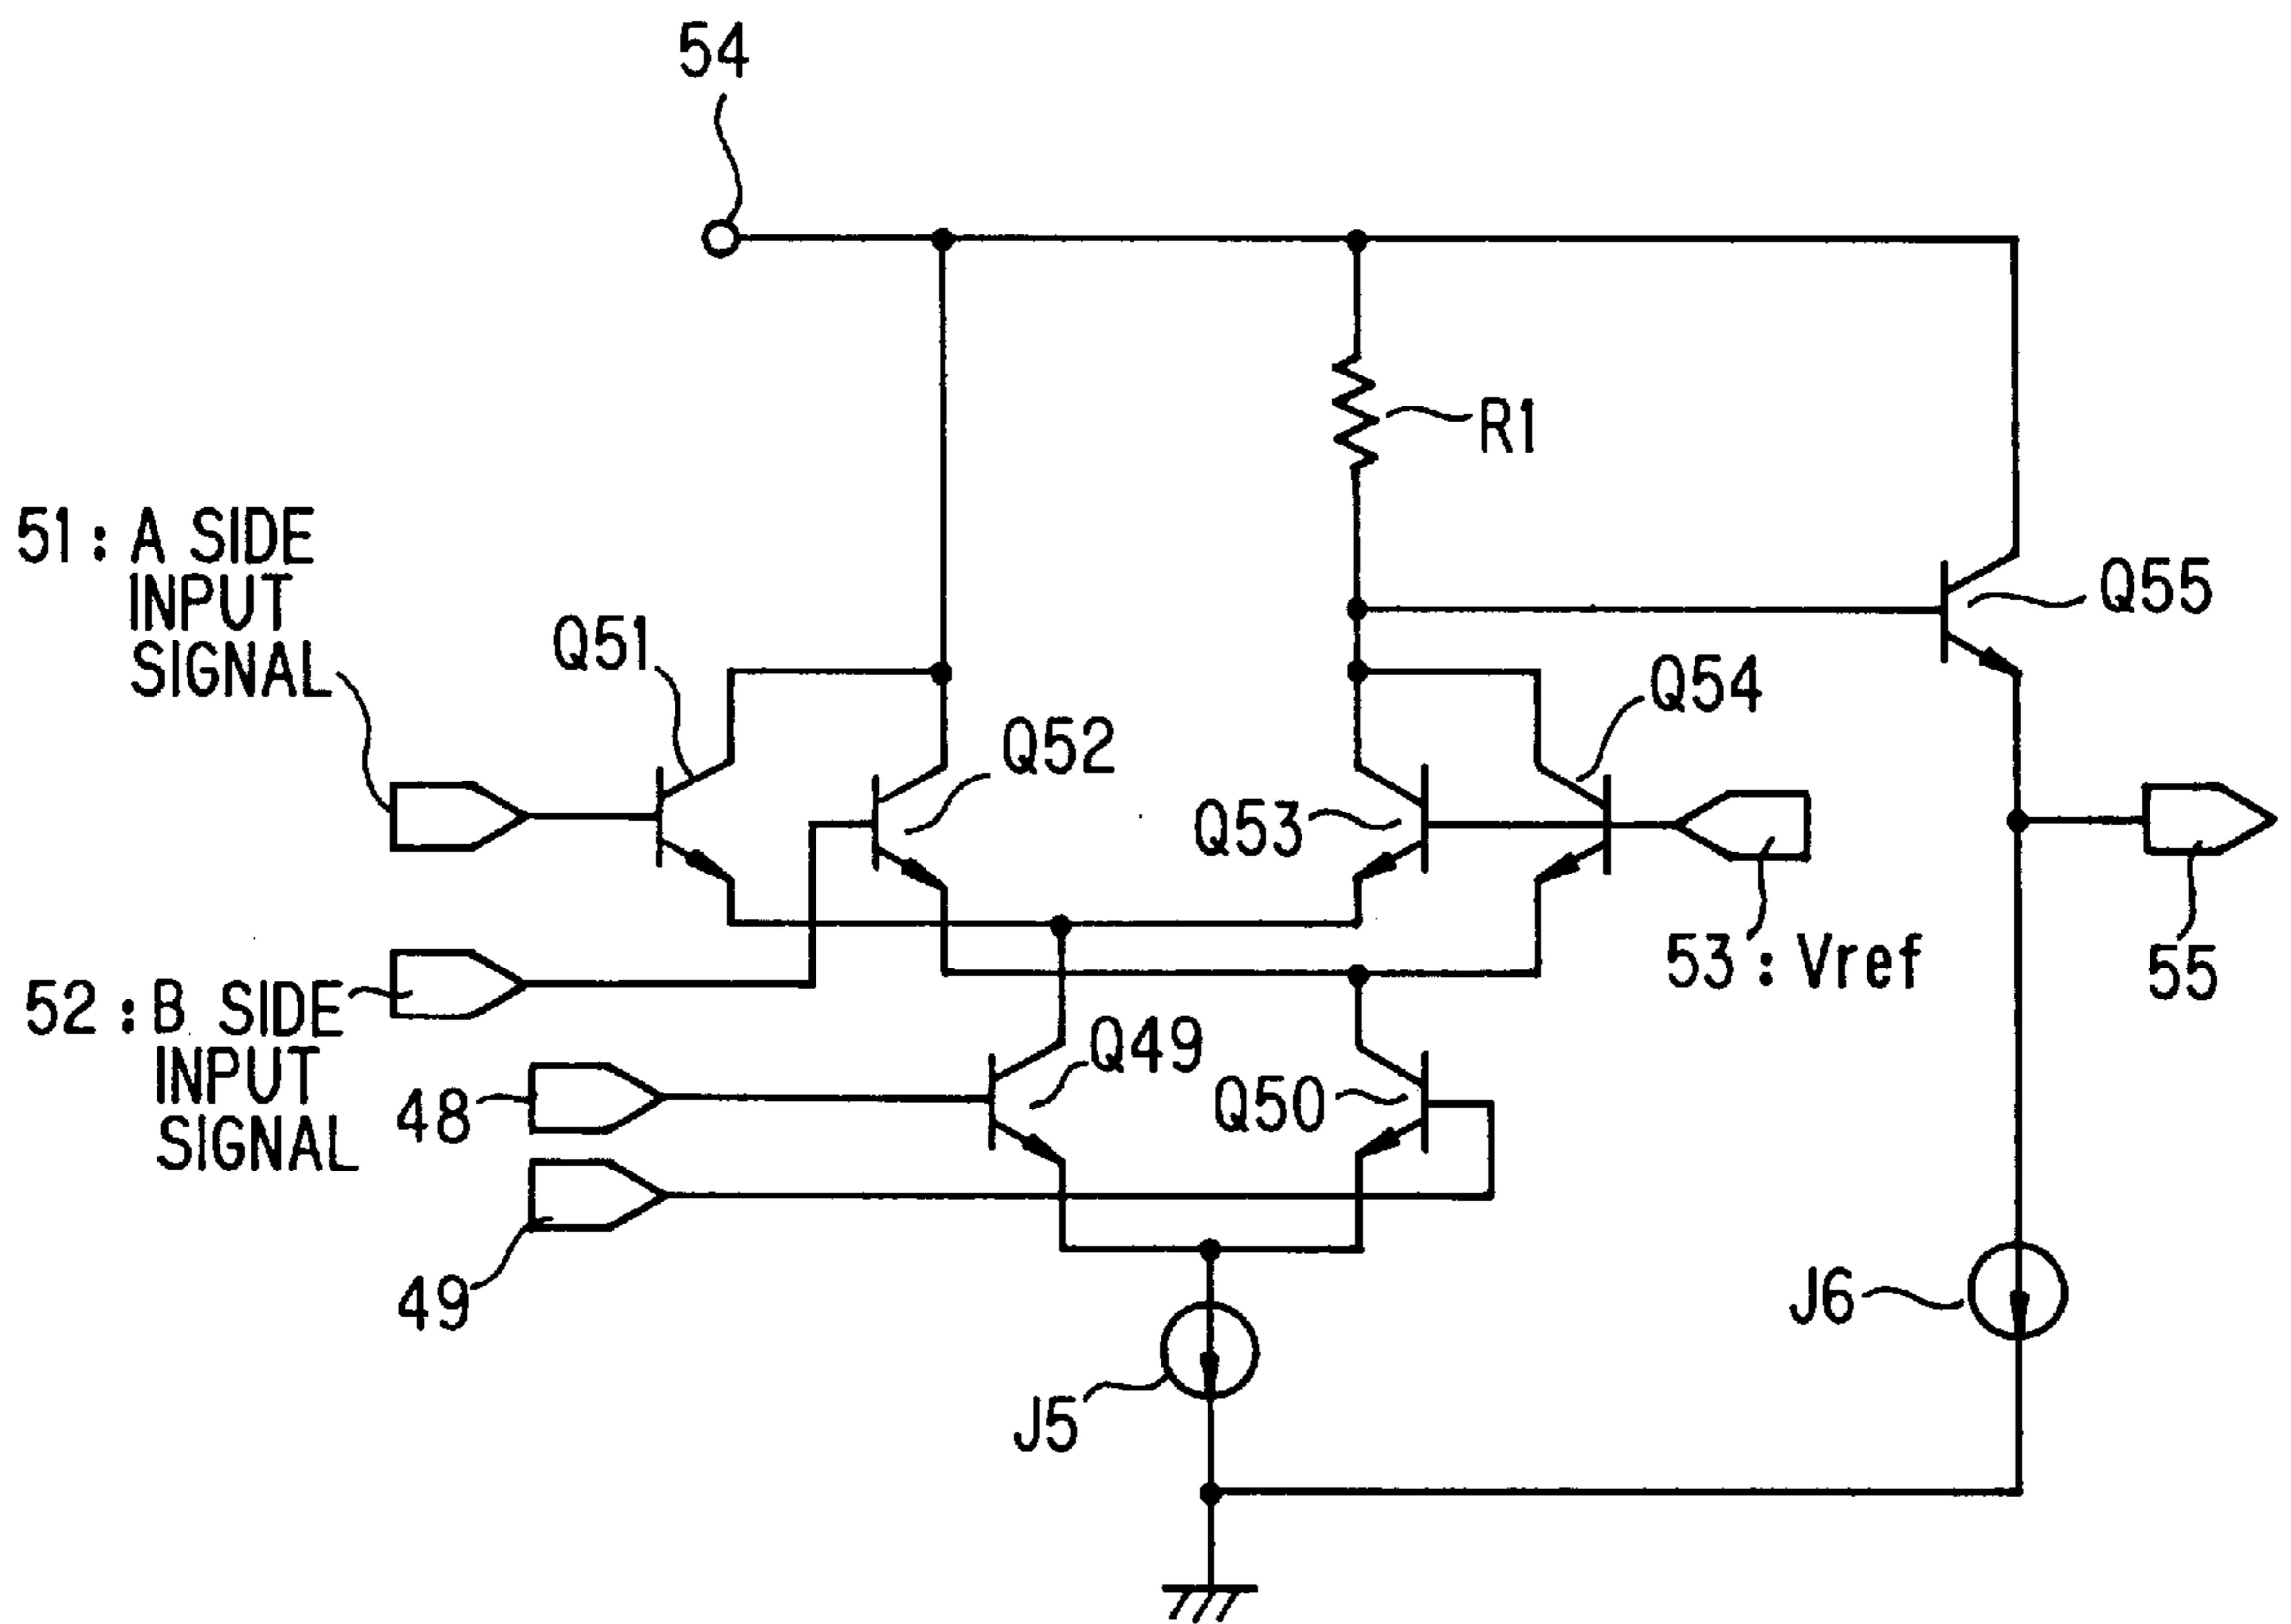 54
R1
51: A SIDE
INPUT
SIGNAL
Q51
Q52
Q54
Q55
Q53
52: B SIDE
INPUT
SIGNAL
53: Vref
55
48
Q49
Q50
49
J5
J6